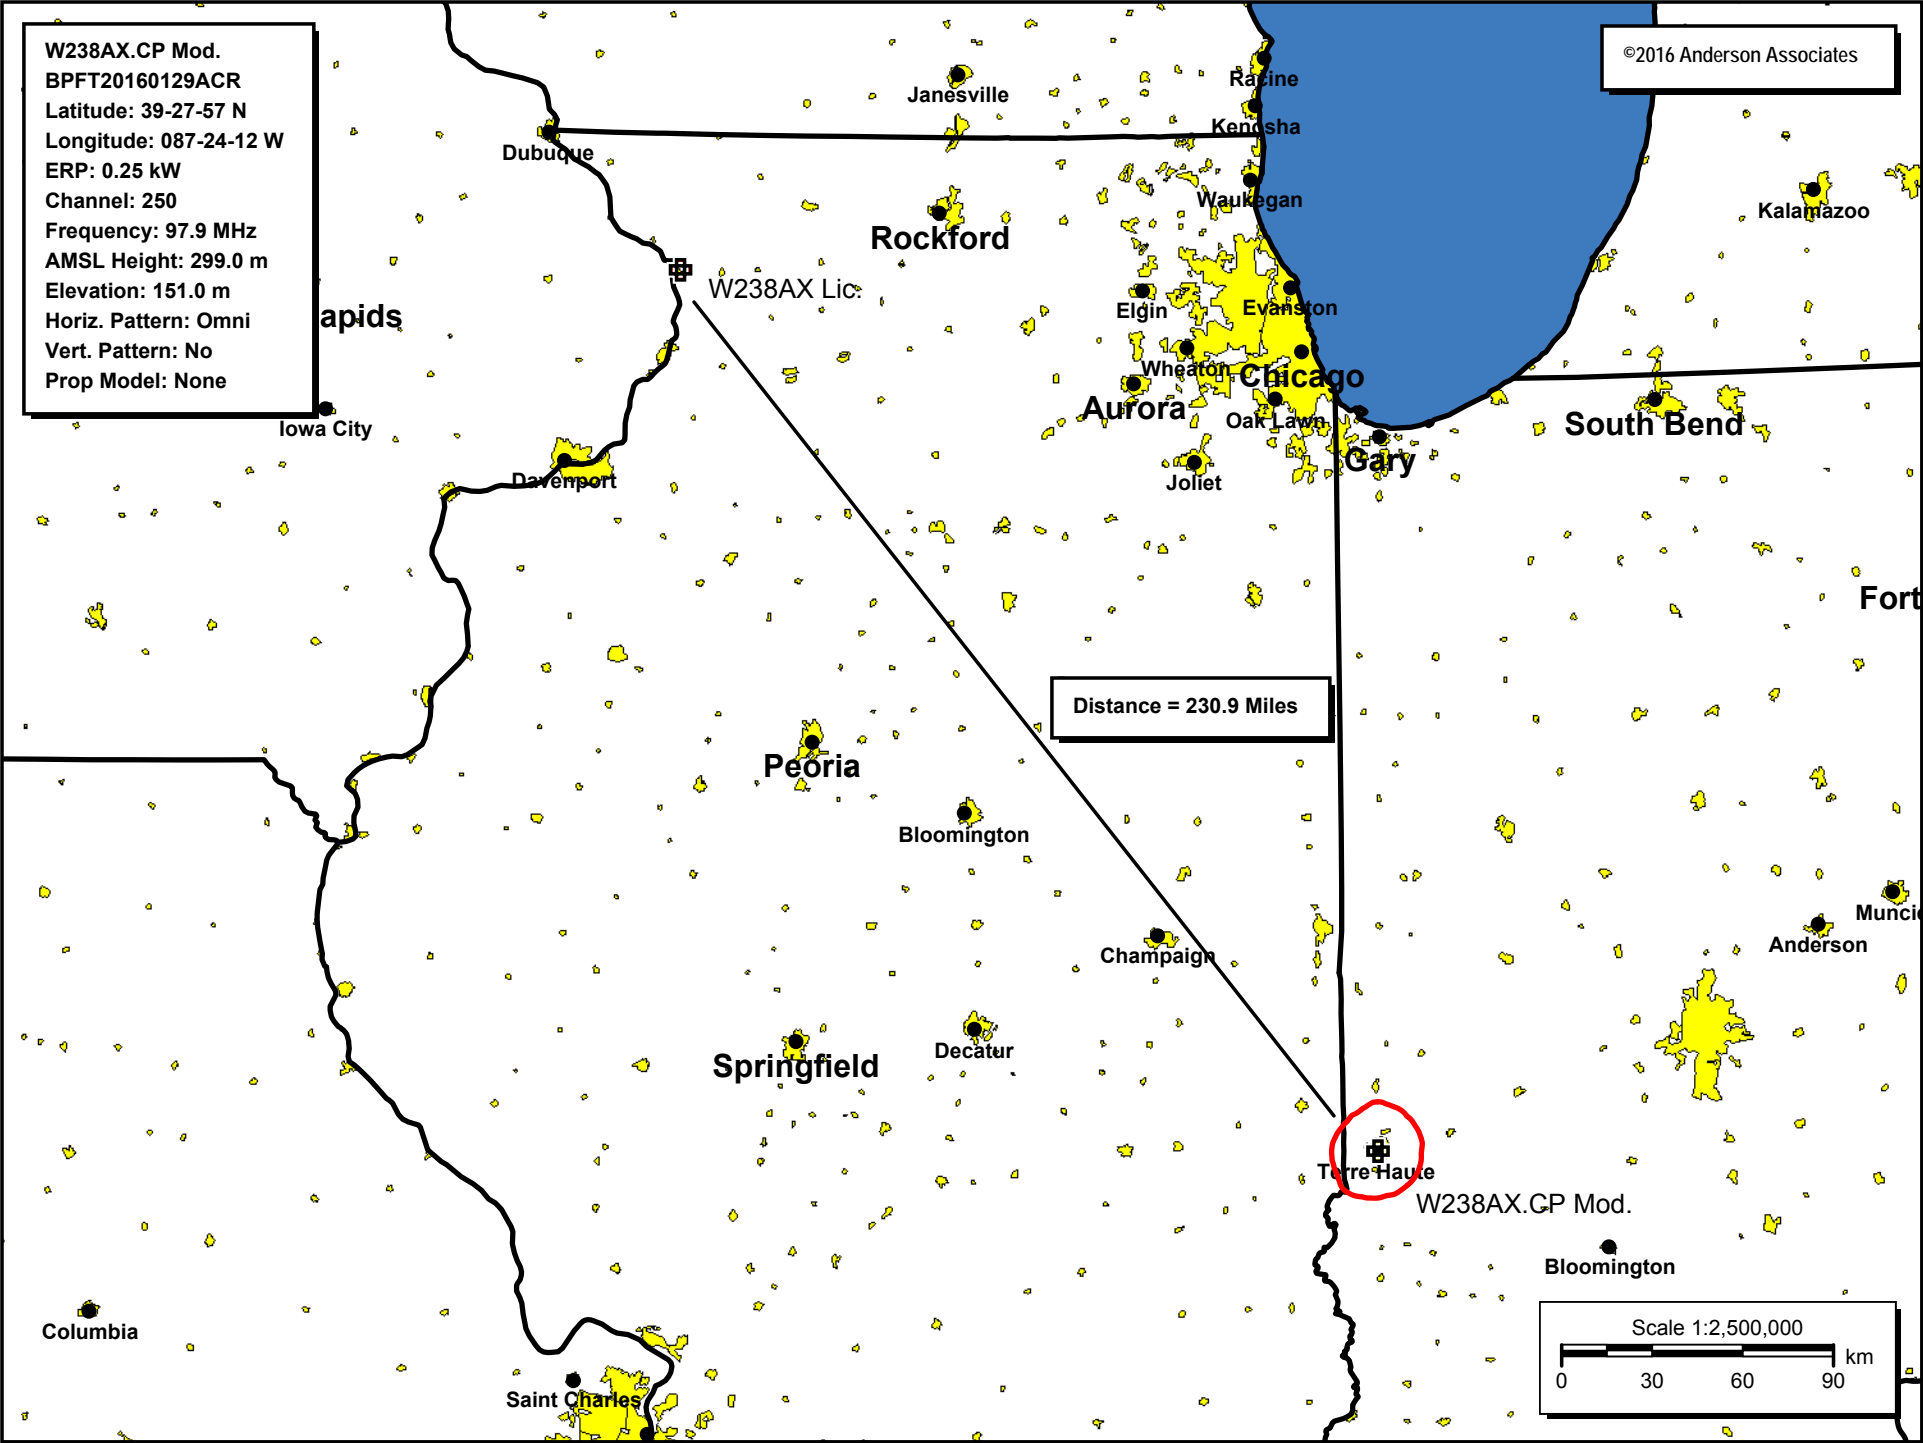 W238AX.CP Mod.
BPFT20160129ACR
Latitude: 39-27-57 N
Longitude: 087-24-12 W
ERP: 0.25 kW
Channel: 250
Frequency: 97.9 MHz
AMSL Height: 299.0 m
Elevation: 151.0 m
Horiz. Pattern: Omni
Vert. Pattern: No
Prop Model: None
©2016 Anderson Associates
Janesville
Racine
Kenosha
Dubuque
Waukegan
Kalamazoo
Rockford
W238AX Lic.
Elgin
Evanston
apids
Wheaton
Chicago
Aurora
Oak Lawn
South Bend
Iowa City
Gary
Davenport
Joliet
Fort
Distance = 230.9 Miles
Peoria
Bloomington
Muncie
Anderson
Champaign
Decatur
Springfield
Terre Haute
W238AX.CP Mod.
Bloomington
Columbia
Saint Charles
Scale 1:2,500,000
km
0 30 60 90